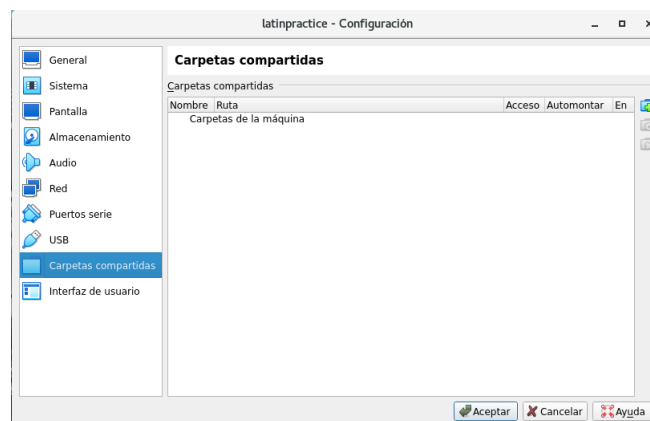 latinpractice - Configuración
General
Sistema
Pantalla
Almacenamiento
Audio
Red
Puertos serie
USB
Carpetas compartidas
Interfaz de usuario
Carpetas compartidas
Carpetas compartidas
Nombre Ruta Acceso Automontar En
Carpetas de la máquina
Aceptar Cancelar Ayuda